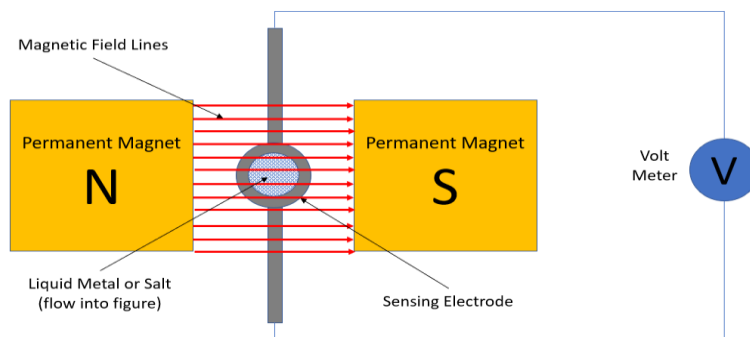 Magnetic Field Lines
Permanent Magnet
N
Permanent Magnet
S
Volt
Meter
V
Liquid Metal or Salt
(flow into figure)
Sensing Electrode